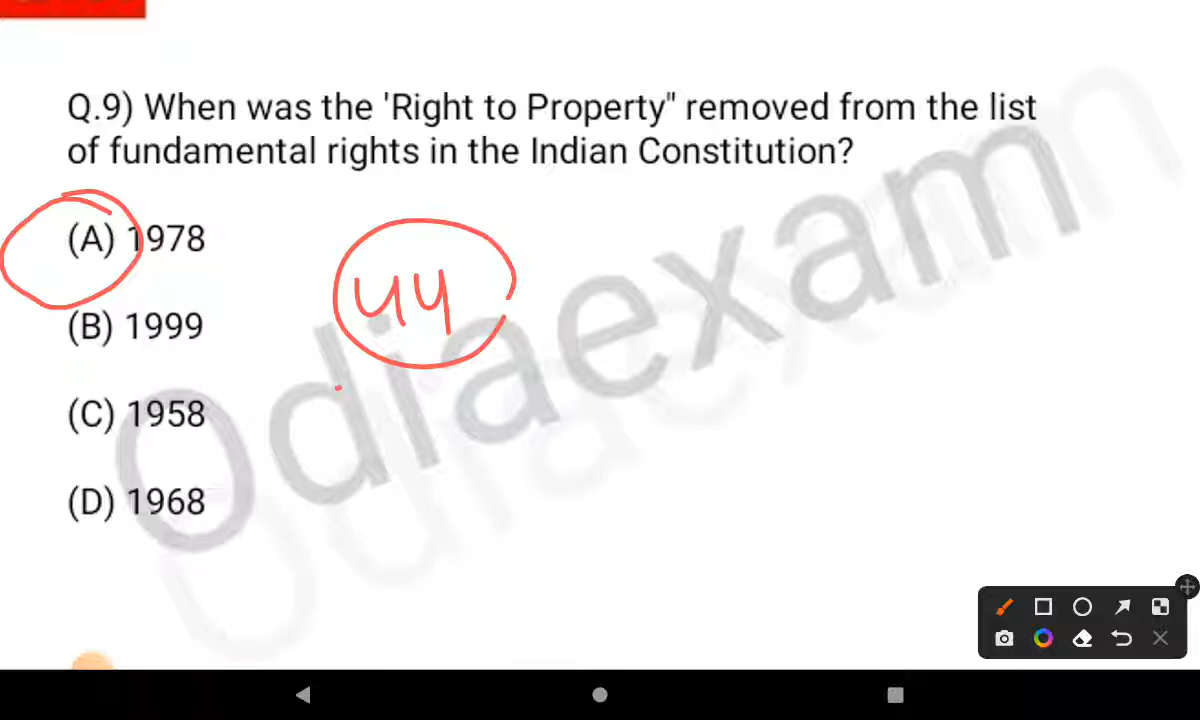 Q.9) When was the 'Right to Property" removed from the list
of fundamental rights in the Indian Constitution?
(A) 1978
44
(B) 1999
(C) 1958
(D) 1968
Odiaexam